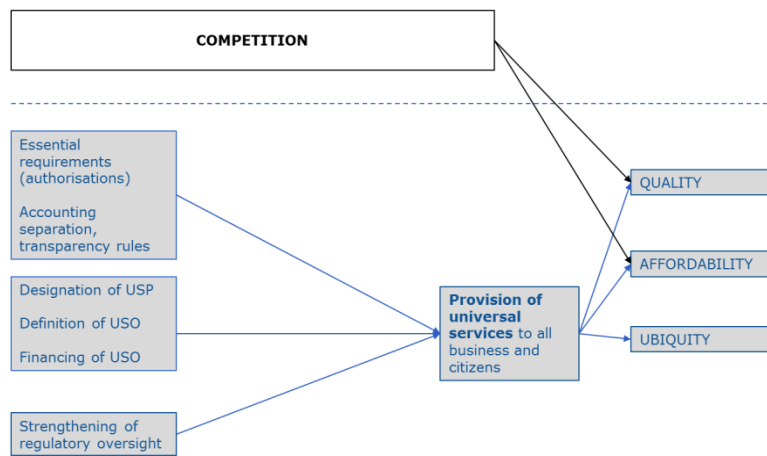 COMPETITION
Essential
requirements
(authorisations)
Accounting
separation,
transparency rules
Designation of USP
Definition of USO
Financing of USO
Strengthening of
regulatory oversight
Provision of
universal
services to all
business and
citizens
QUALITY
AFFORDABILITY
UBIQUITY